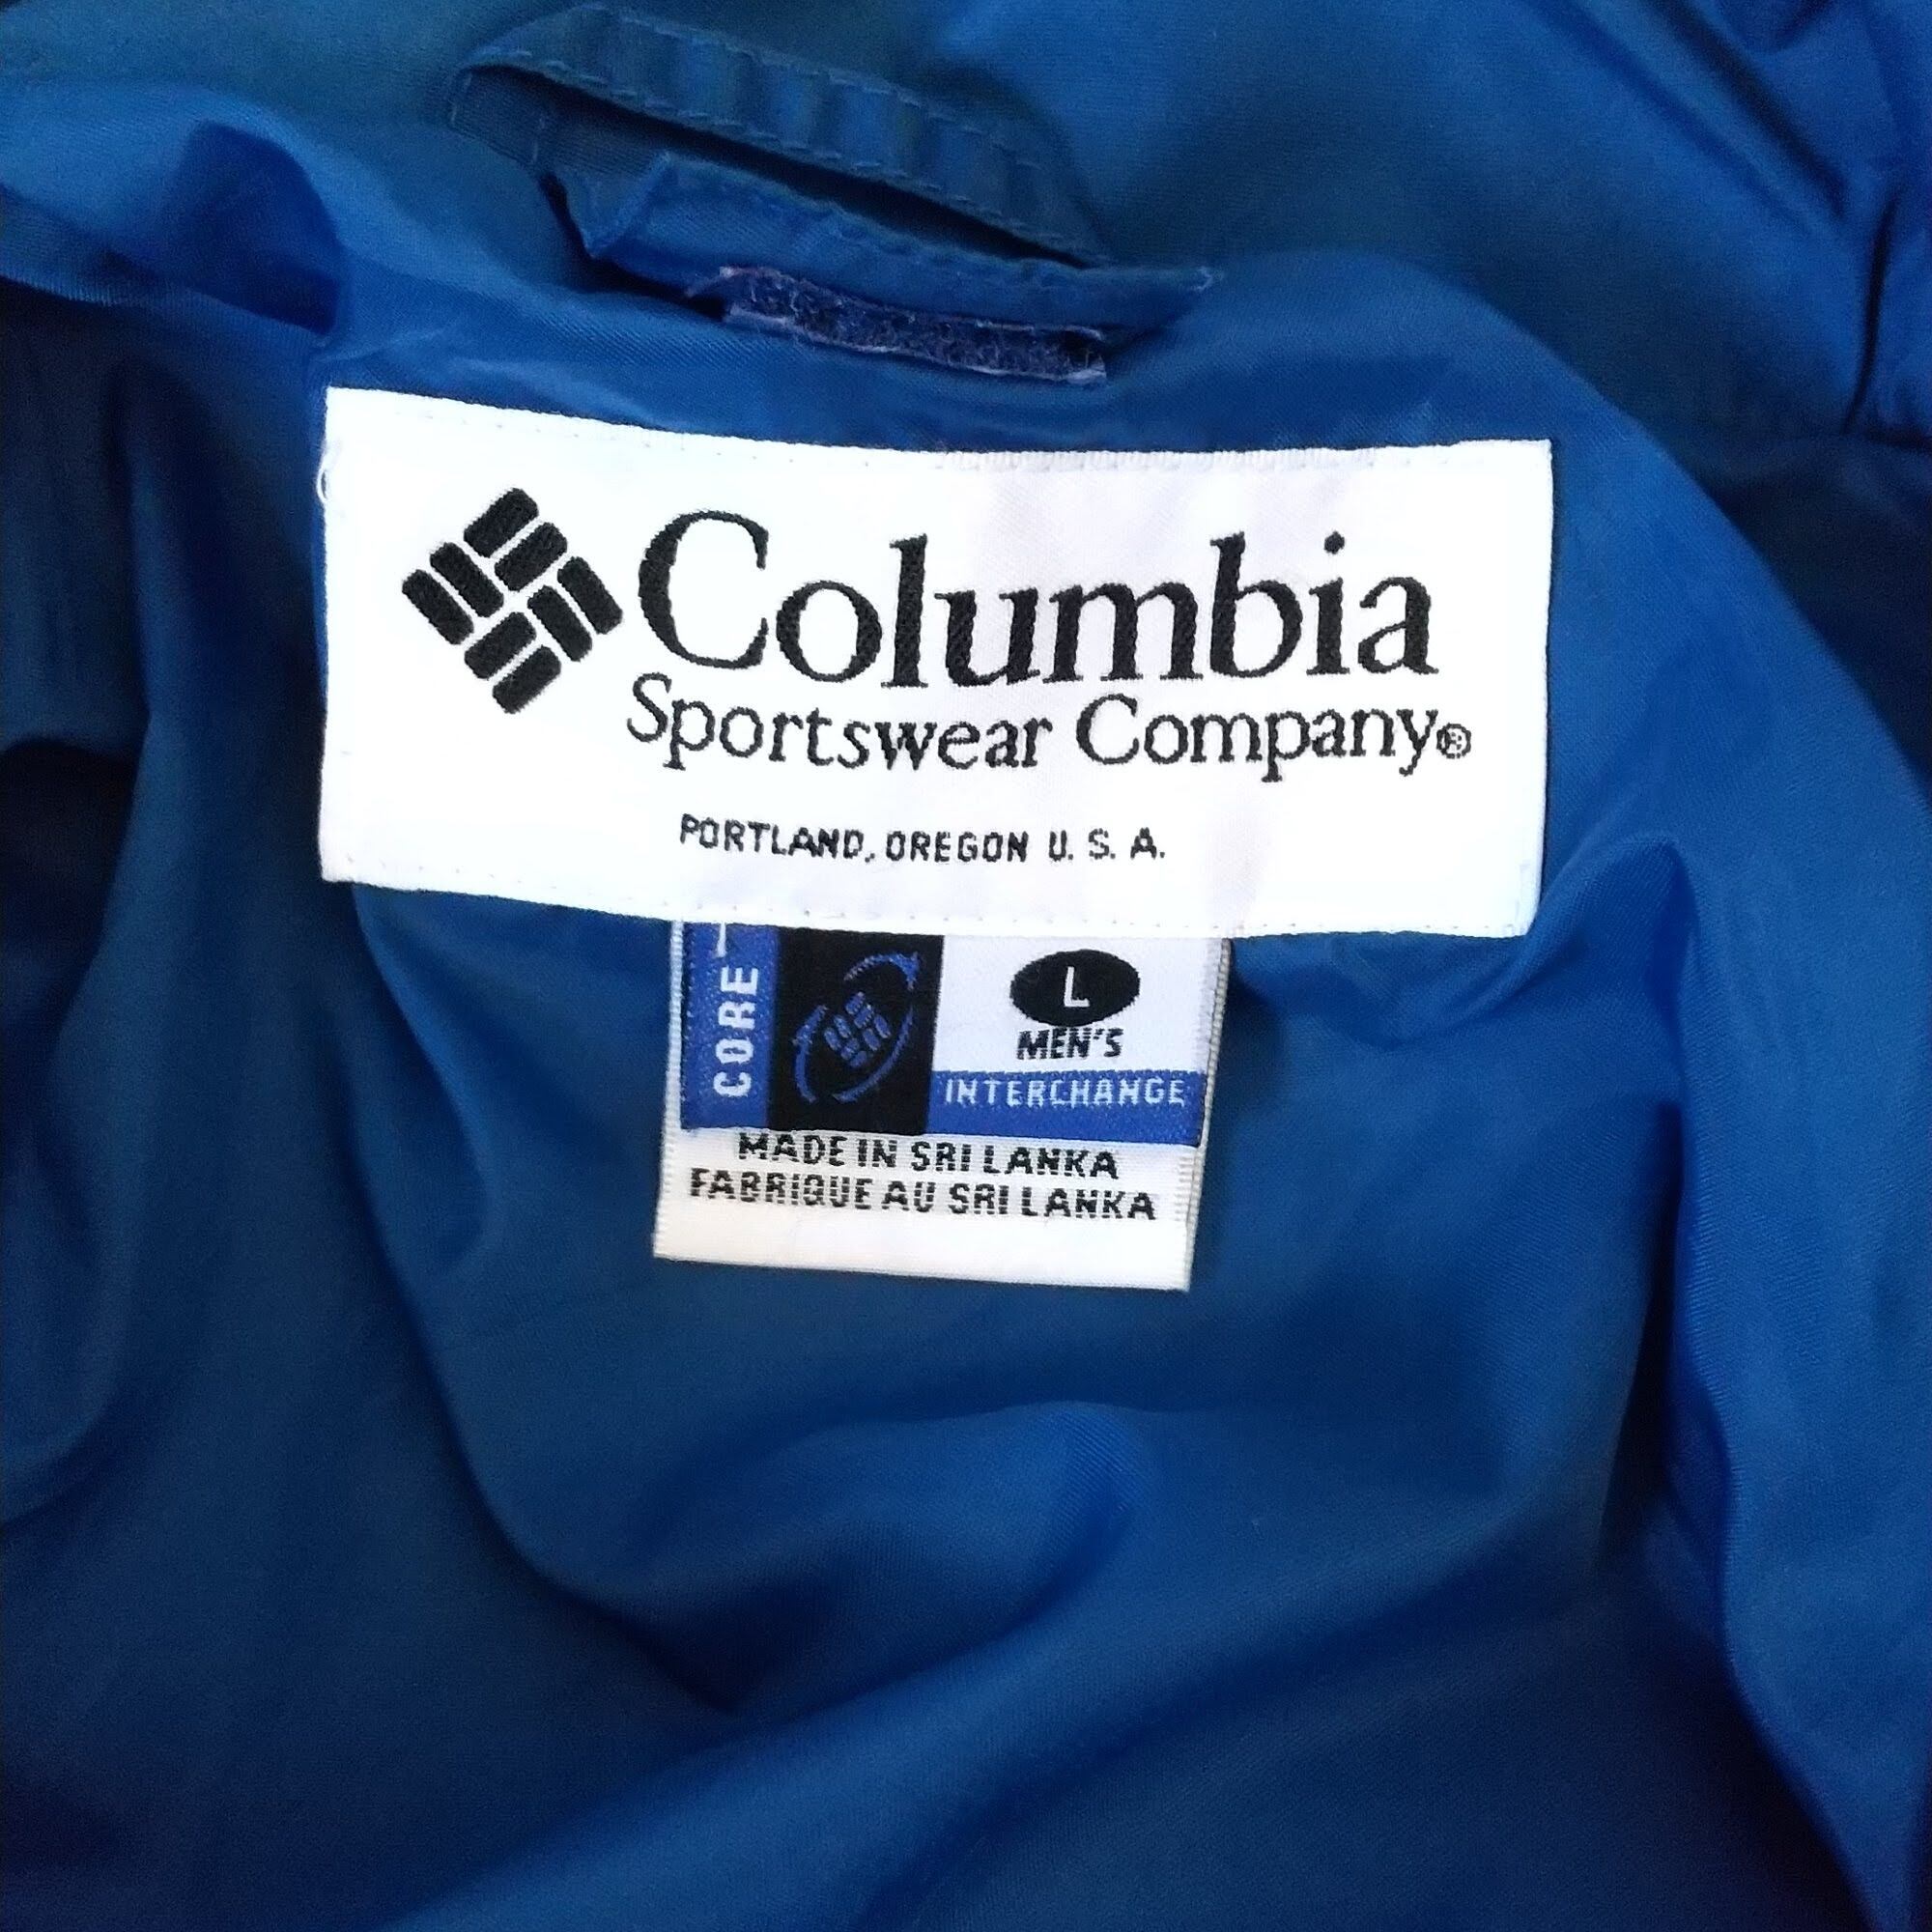 Columbia
Sportswear Company®
PORTLAND, OREGON U. S. A.
CORE
L
MEN'S
INTERCHANGE
MADE IN SRI LANKA
FABRIQUE AU SRI LANKA